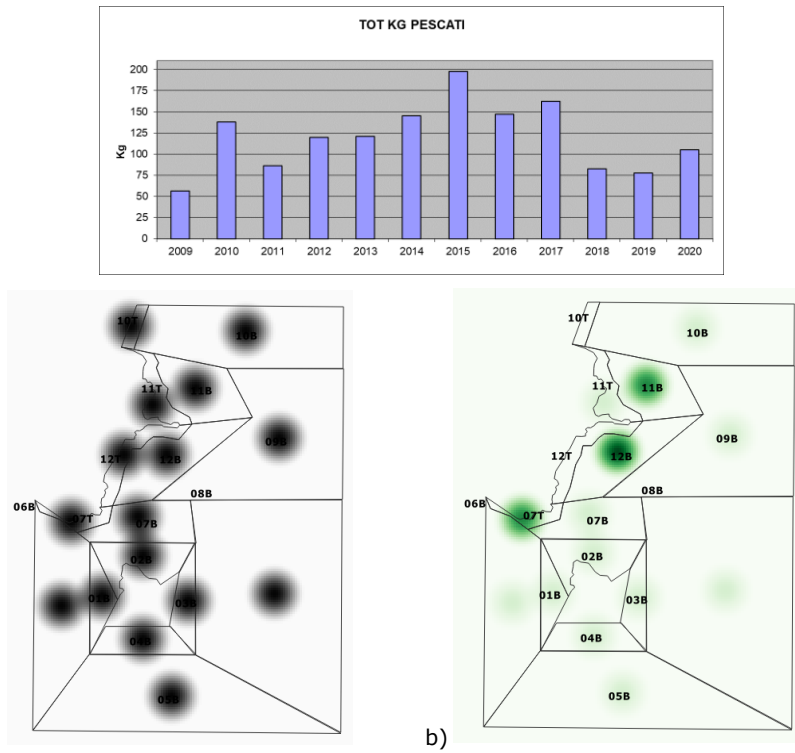 TOT KG PESCATI
200
175
150
125
100
75
50
25
0
Kg
2009 2010 2011 2012 2013 2014 2015 2016 2017 2018 2019 2020
10T
10B
11T
11B
09B
12T 12B
08B
06B
07T
07B
02B
01B
03B
04B
05B
10T
10B
11T
11B
09B
12T
12B
08B
06B
07T
07B
02B
01B
03B
04B
05B
b)